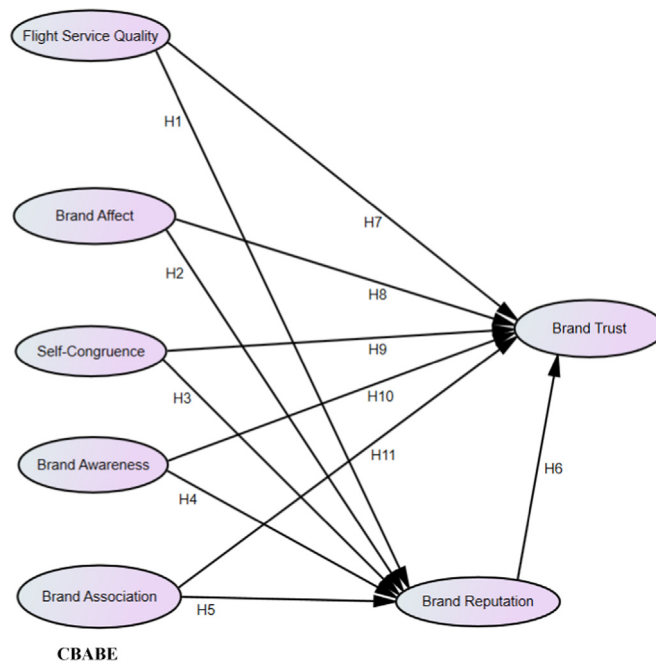 Flight Service Quality
H1
Brand Affect
H7
H2
H8
Brand Trust
Self-Congruence
H9
H3
H10
Brand Awareness
H11
H4
H6
Brand Association
H5
Brand Reputation
CBABE